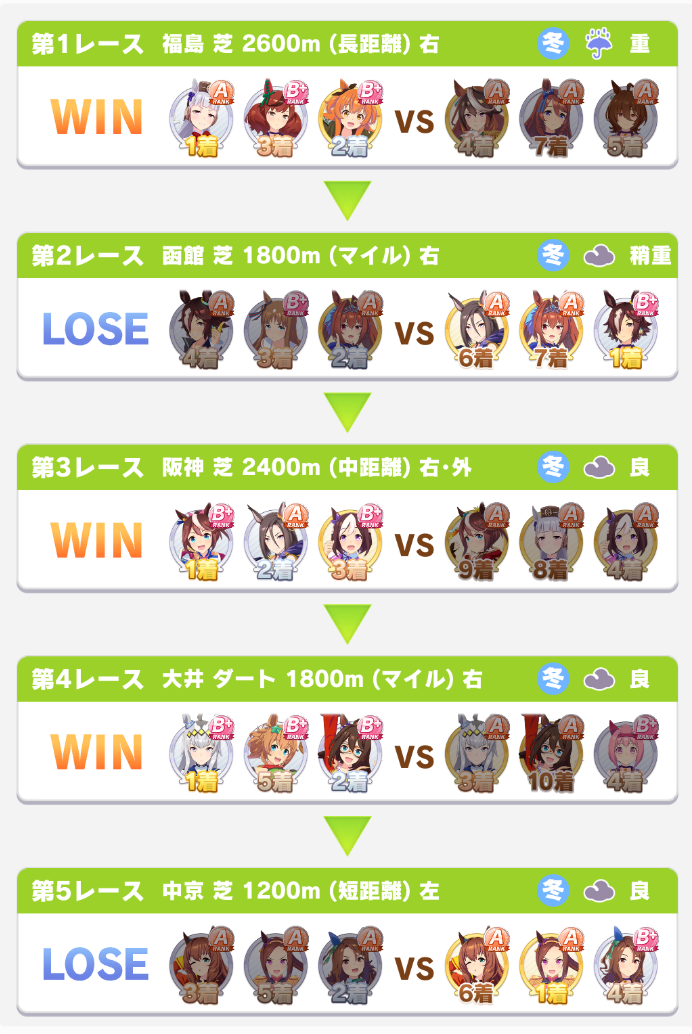 第1レース 福島 芝 2600m (長距離) 右 冬 重
A RANK B+ RANK B+ RANK A RANK A RANK A RANK
WIN 1着 3着 2着 VS 4着 7着 5着
第2レース 函館 芝 1800m (マイル) 右 冬 稍重
A RANK B+ RANK A RANK A RANK A RANK B+ RANK
LOSE 4着 3着 2着 VS 6着 7着 1着
第3レース 阪神 芝 2400m (中距離) 右・外 冬 良
B+ RANK A RANK B+ RANK A RANK A RANK A RANK
WIN 1着 2着 3着 VS 9着 8着 4着
第4レース 大井 ダート 1800m (マイル) 右 冬 良
B+ RANK B+ RANK B+ RANK A RANK A RANK B+ RANK
WIN 1着 5着 2着 VS 3着 10着 4着
第5レース 中京 芝 1200m (短距離) 左 冬 良
A RANK A RANK A RANK A RANK A RANK B+ RANK
LOSE 3着 5着 2着 VS 6着 1着 4着